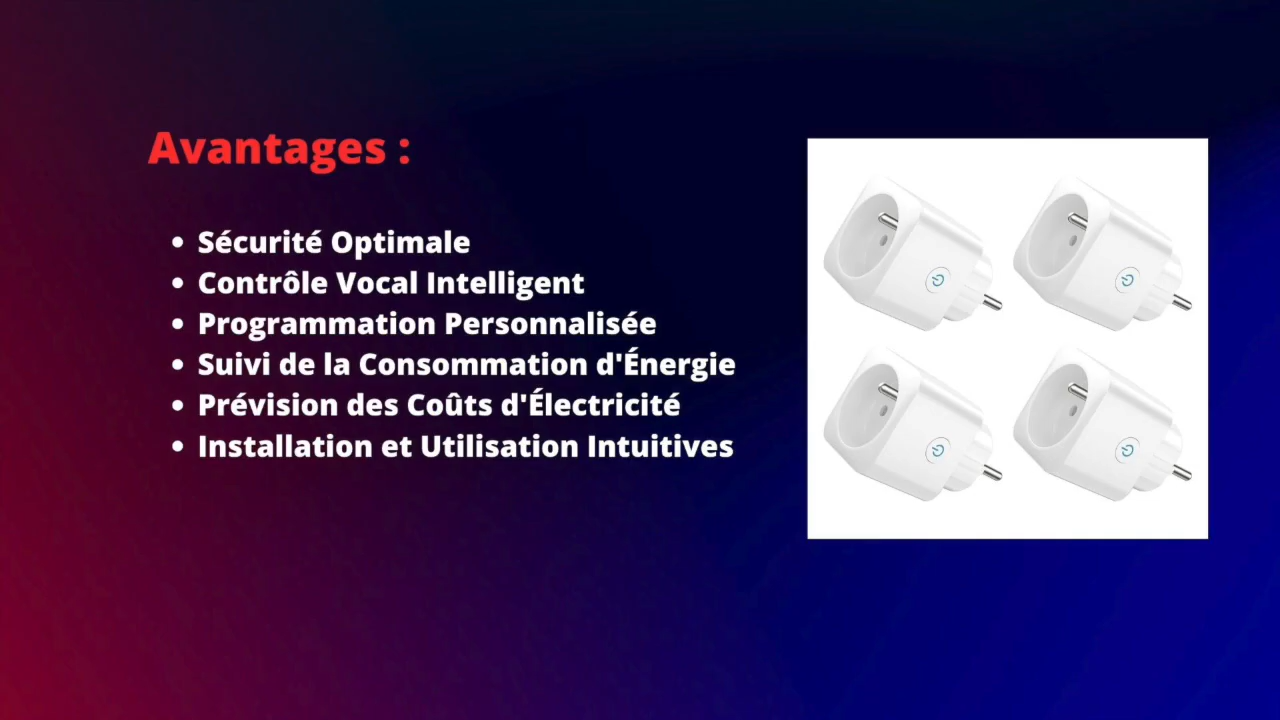 Avantages :
• Sécurité Optimale
• Contrôle Vocal Intelligent
• Programmation Personnalisée
• Suivi de la Consommation d'Énergie
• Prévision des Coûts d'Électricité
• Installation et Utilisation Intuitives